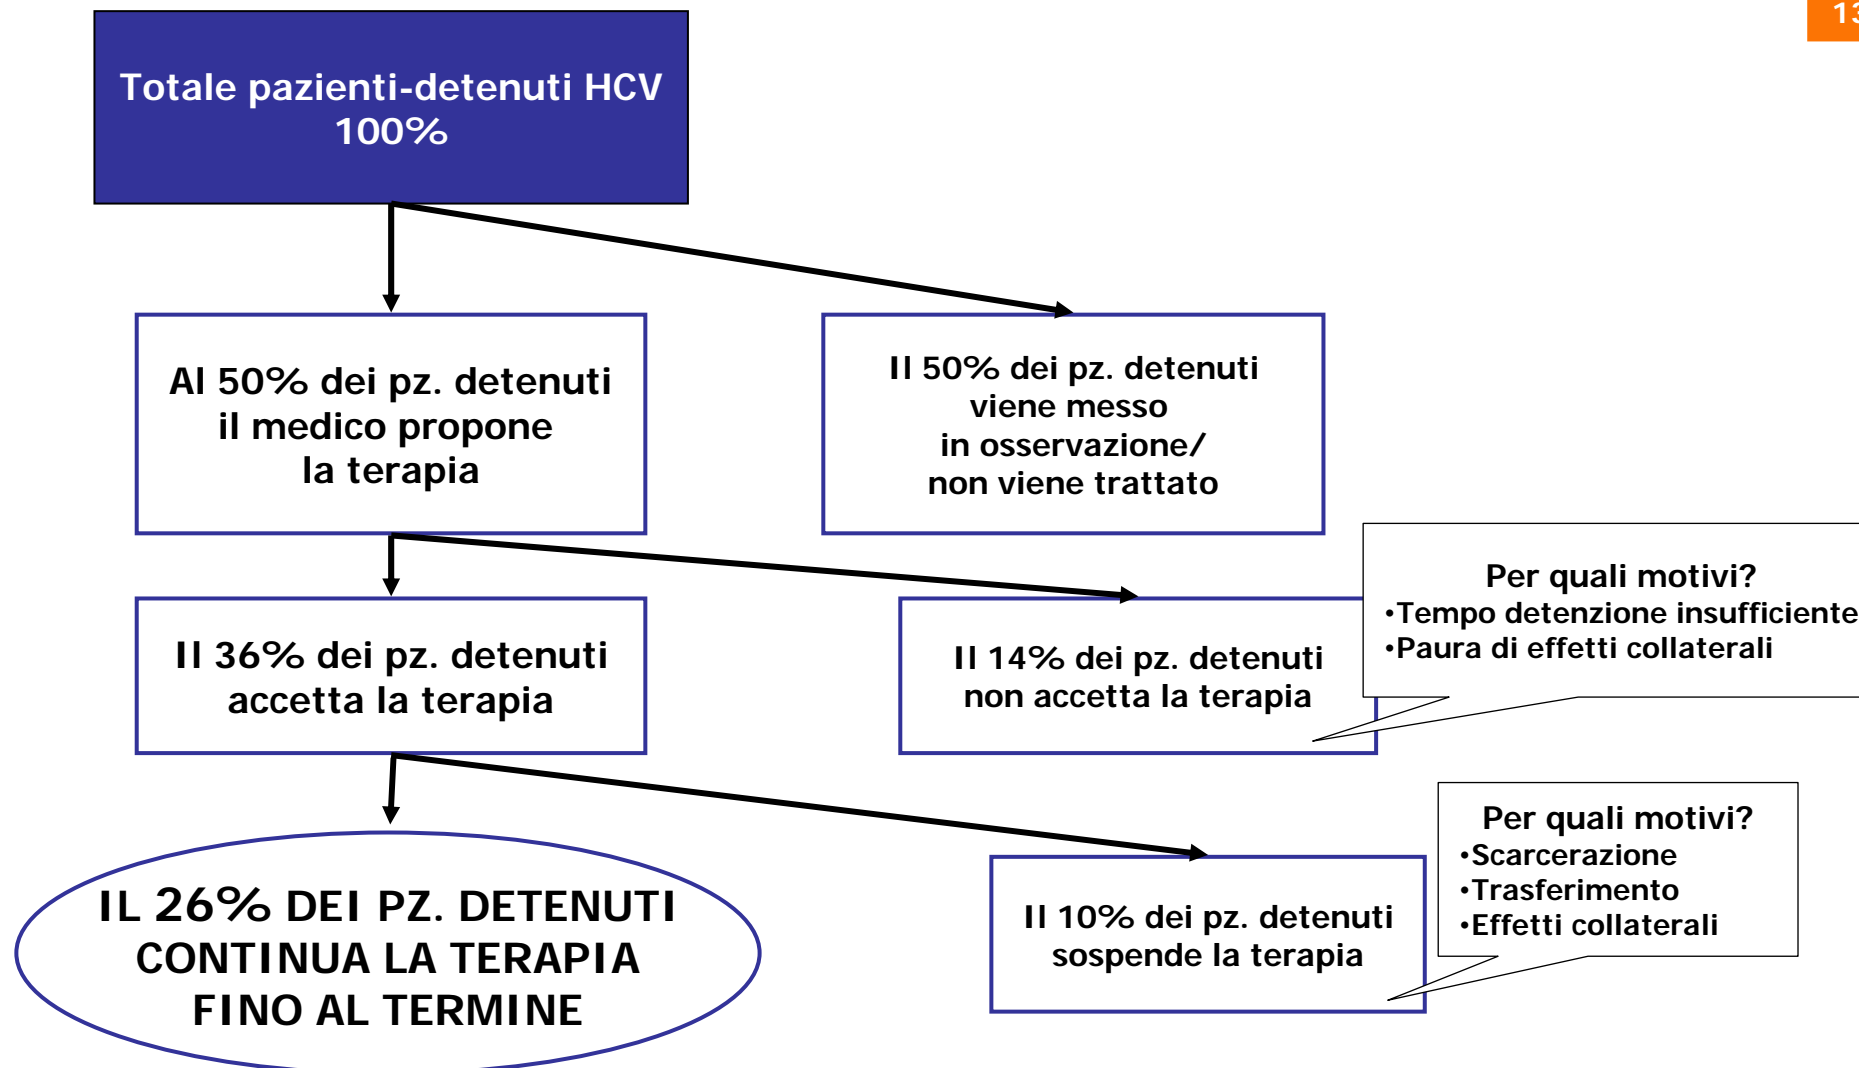 13
Totale pazienti-detenuti HCV
100%
Al 50% dei pz. detenuti
il medico propone
la terapia
Il 50% dei pz. detenuti
viene messo
in osservazione/
non viene trattato
Per quali motivi?
•Tempo detenzione insufficiente
•Paura di effetti collaterali
Il 36% dei pz. detenuti
accetta la terapia
Il 14% dei pz. detenuti
non accetta la terapia
Per quali motivi?
•Scarcerazione
•Trasferimento
•Effetti collaterali
IL 26% DEI PZ. DETENUTI
CONTINUA LA TERAPIA
FINO AL TERMINE
Il 10% dei pz. detenuti
sospende la terapia